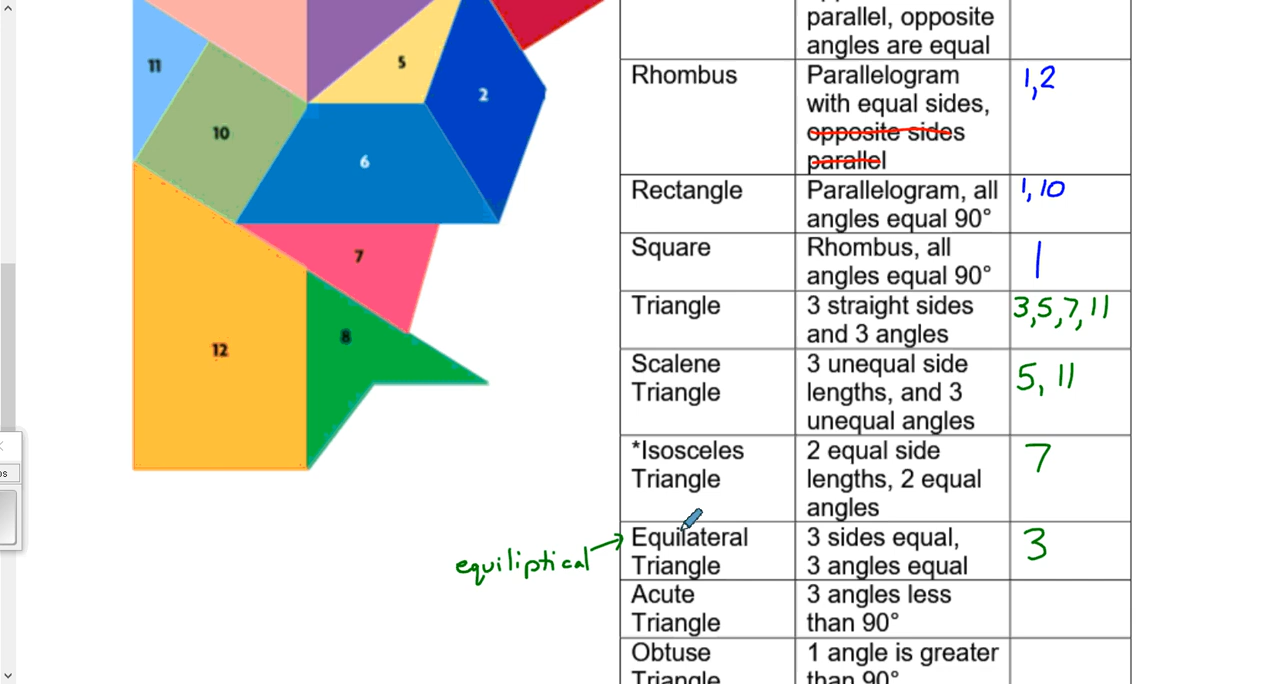 parallel, opposite
angles are equal
11
5
2
10
6
7
8
12
Rhombus
Parallelogram
with equal sides,
opposite sides
parallel
1,2
Rectangle
Parallelogram, all
angles equal 90°
1,10
Square
Rhombus, all
angles equal 90°
1
Triangle
3 straight sides
and 3 angles
3,5,7,11
Scalene
Triangle
3 unequal side
lengths, and 3
unequal angles
5, 11
*Isosceles
Triangle
2 equal side
lengths, 2 equal
angles
7
equiliptical
Equilateral
Triangle
3 sides equal,
3 angles equal
3
Acute
Triangle
3 angles less
than 90°
Obtuse
Triangle
1 angle is greater
than 90°